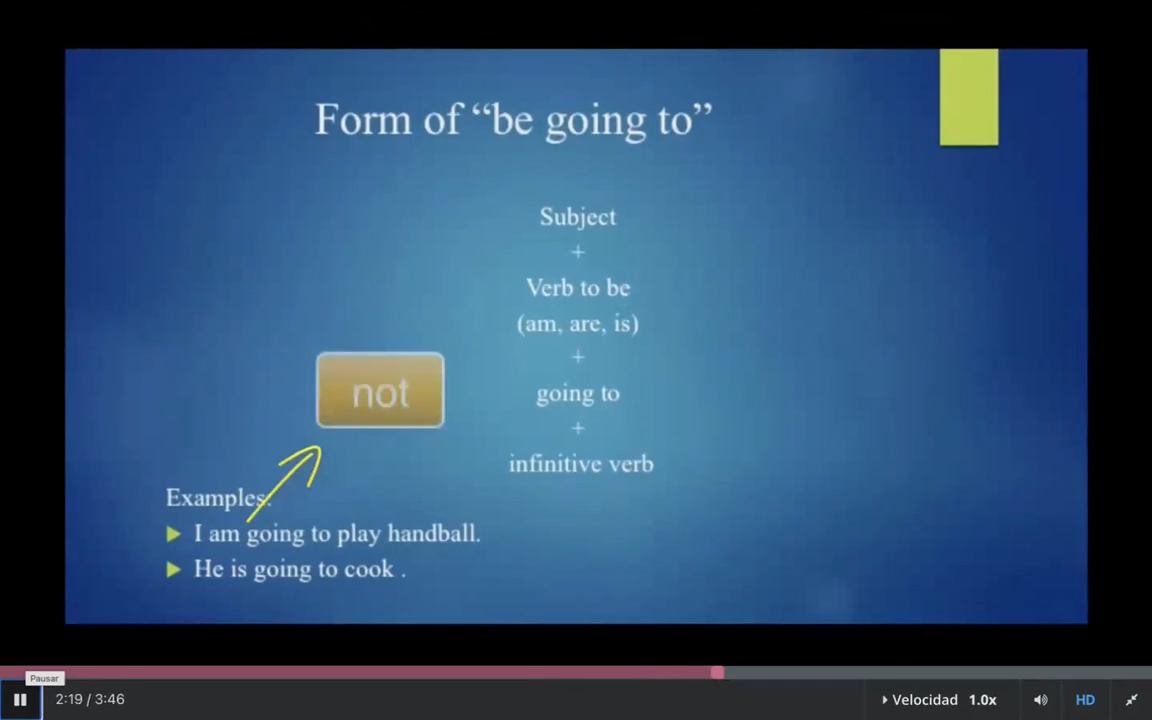 Form of “be going to”
Subject
+
Verb to be
(am, are, is)
+
not
going to
+
infinitive verb
Examples:
I am going to play handball.
He is going to cook .
Pausar
2:19 / 3:46
Velocidad 1.0x
HD